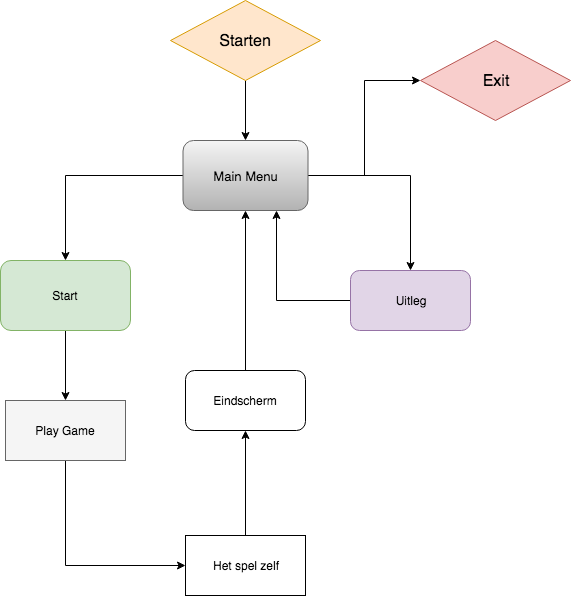 Starten
Exit
Main Menu
Start
Uitleg
Eindscherm
Play Game
Het spel zelf